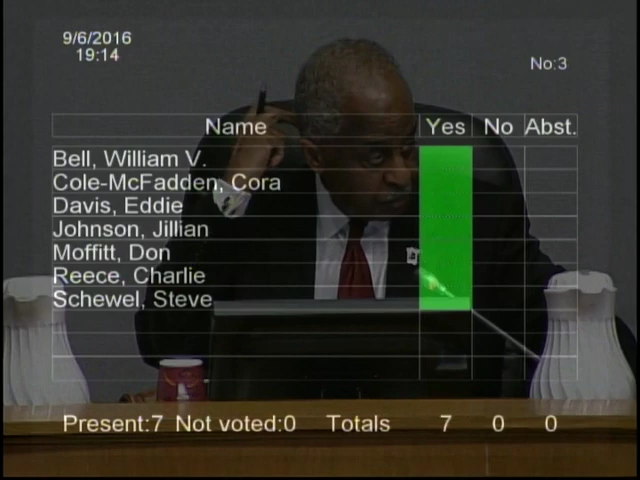 9/6/2016
19:14
No:3
Name Yes No Abst.
Bell, William V.
Cole-McFadden, Cora
Davis, Eddie
Johnson, Jillian
Moffitt, Don
Reece, Charlie
Schewel, Steve
Present:7 Not voted:0 Totals 7 0 0